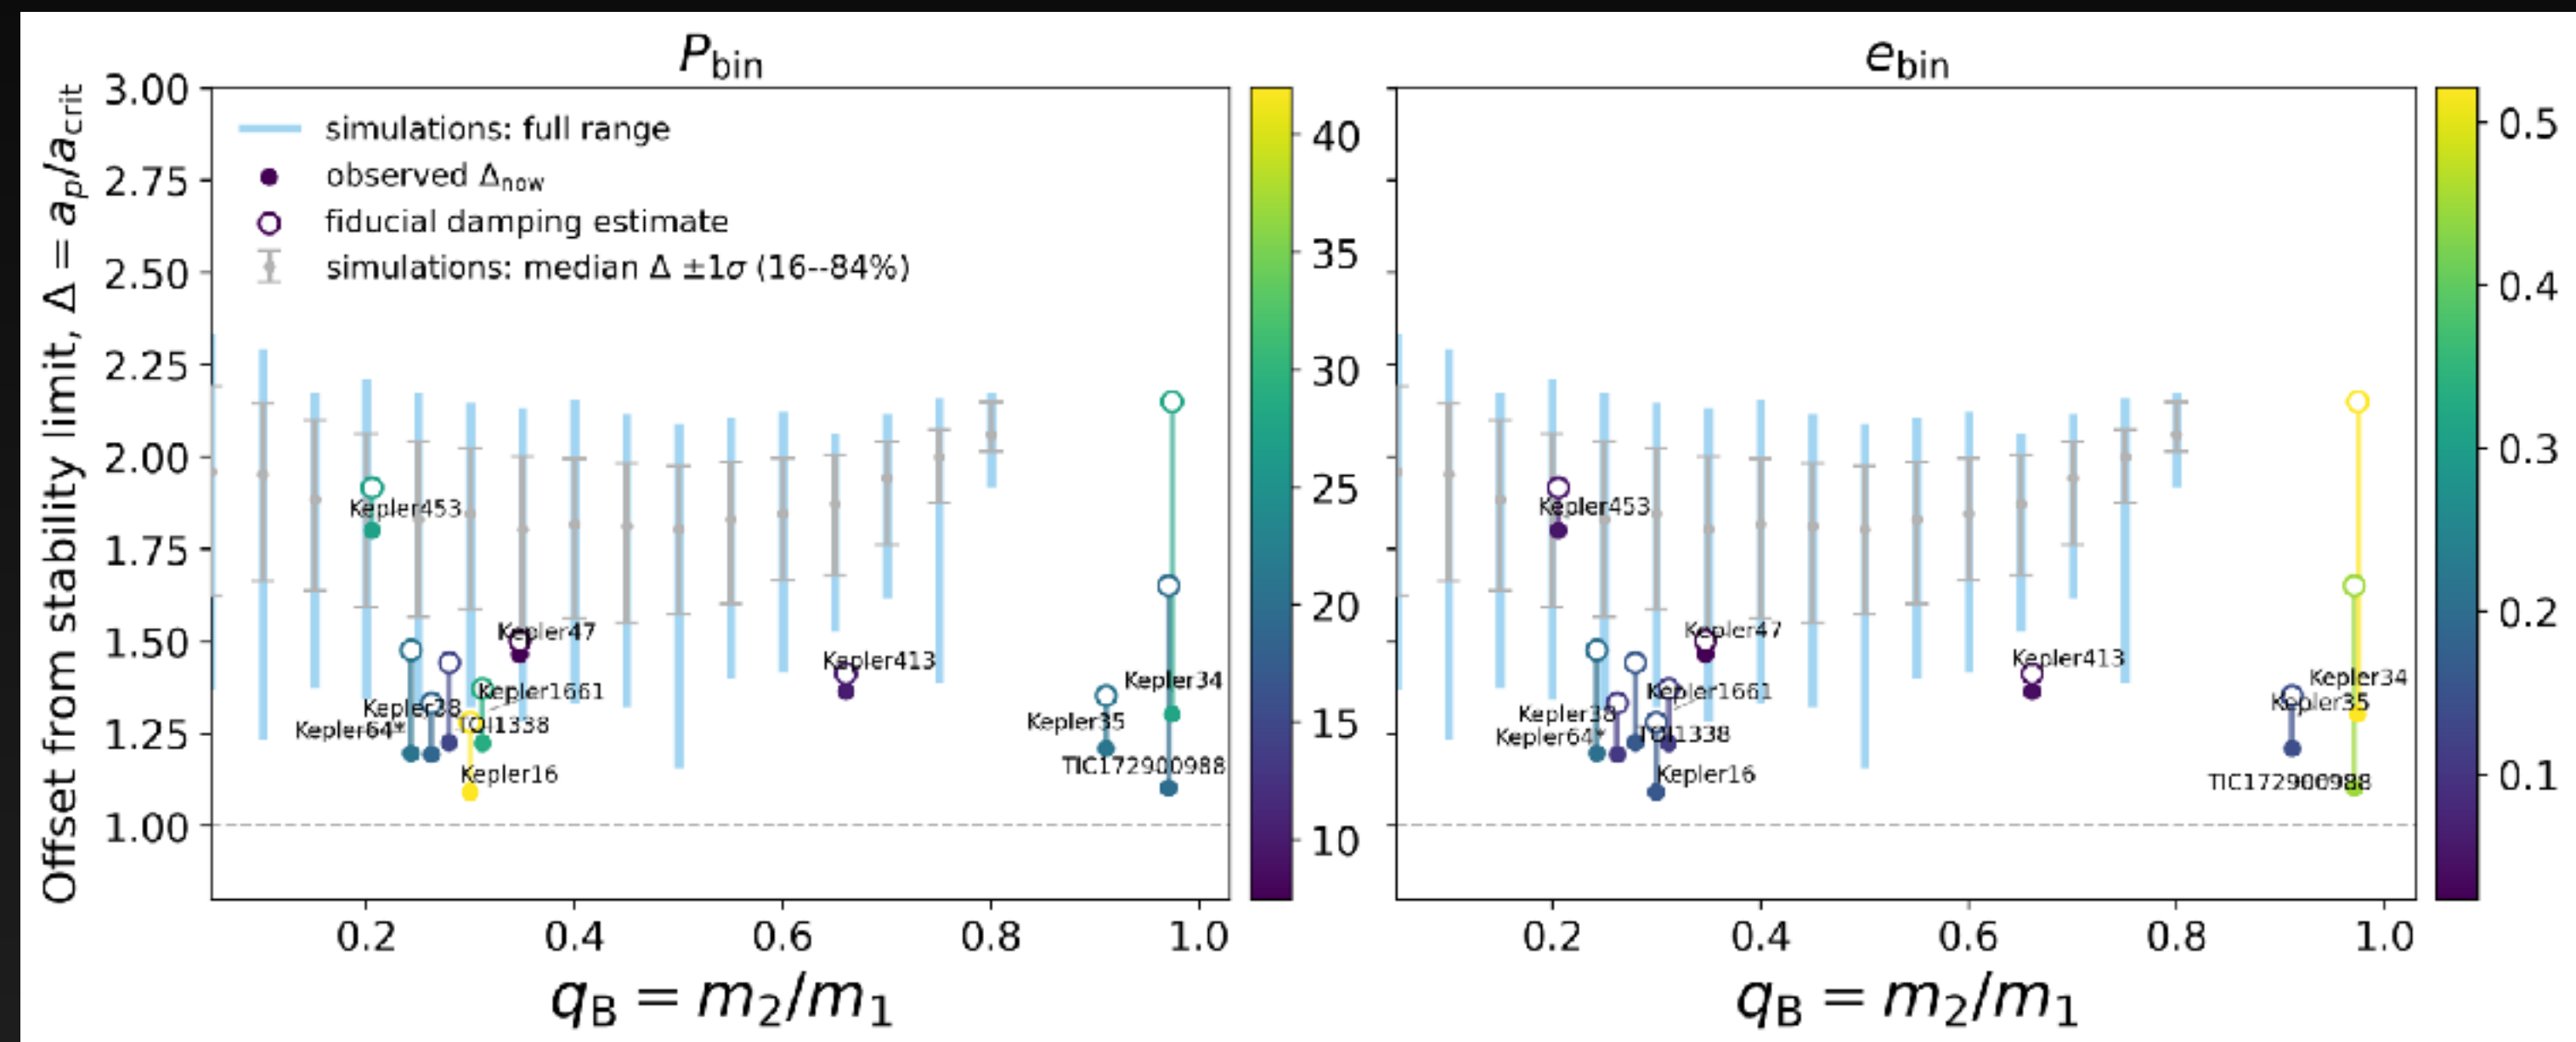 P_bin
Offset from stability limit, Δ = a_p/a_crit
3.00
2.75
2.50
2.25
2.00
1.75
1.50
1.25
1.00
simulations: full range
observed Δ_now
fiducial damping estimate
simulations: median Δ ±1σ (16--84%)
Kepler453
Kepler47
Kepler413
Kepler1661
Kepler34
Kepler38
Kepler35
TOI1338
Kepler64*
TIC172900988
Kepler16
0.2
0.4
0.6
0.8
1.0
q_B = m_2/m_1
40
35
30
25
20
15
10
e_bin
Kepler453
Kepler47
Kepler413
Kepler34
Kepler1661
Kepler35
Kepler38
TOI1338
Kepler64*
Kepler16
TIC172900988
0.2
0.4
0.6
0.8
1.0
q_B = m_2/m_1
0.5
0.4
0.3
0.2
0.1